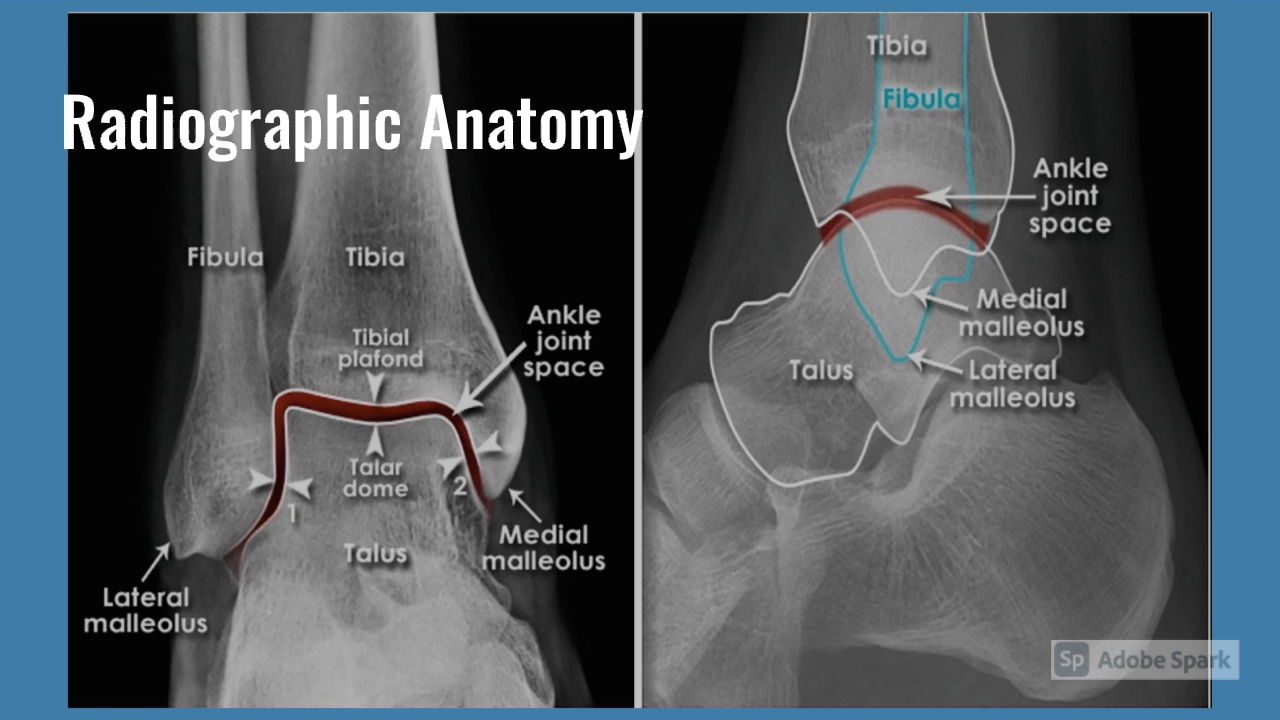 Radiographic Anatomy
Fibula
Tibia
Tibial
plafond
Ankle
joint
space
Talar
dome
1
2
Talus
Medial
malleolus
Lateral
malleolus
Tibia
Fibula
Ankle
joint
space
Medial
malleolus
Talus
Lateral
malleolus
Sp Adobe Spark